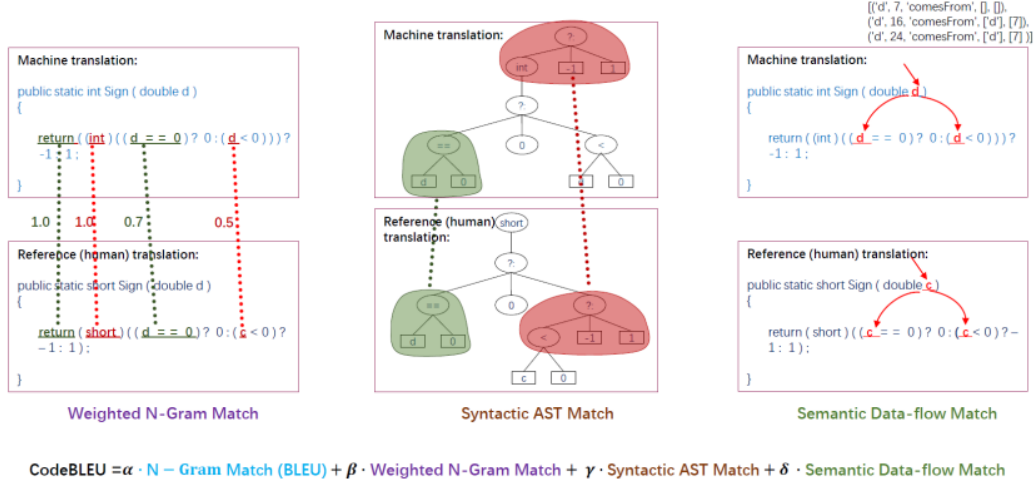 [('d', 7, 'comesFrom', [], []),
('d', 16, 'comesFrom', ['d'], [7]),
('d', 24, 'comesFrom', ['d'], [7] )]
Machine translation:
public static int Sign ( double d )
{
return ( (int ) ( ( d == 0 ) ? 0 : ( d < 0 ) ) ) ?
-1 : 1 ;
}
1.0 1.0 0.7 0.5
Reference (human) translation:
public static short Sign ( double d )
{
return ( short ) ( ( d == 0 ) ? 0 : ( c < 0 ) ?
– 1 : 1 ) ;
}
Weighted N-Gram Match
Machine translation:
?
int -1 1
?:
== 0 <
d 0 0
Reference (human)
translation:
short
?:
== 0 ?:
d 0 < -1 1
c 0
Syntactic AST Match
Machine translation:
public static int Sign ( double d )
{
return ( (int ) ( ( d == 0 ) ? 0 : ( d < 0 ) ) ) ?
-1 : 1 ;
}
Reference (human) translation:
public static short Sign ( double c )
{
return ( short ) ( ( c == 0 ) ? 0 : ( c < 0 ) ? –
1 : 1 ) ;
}
Semantic Data-flow Match
CodeBLEU =α · N – Gram Match (BLEU) + β · Weighted N-Gram Match + γ · Syntactic AST Match + δ · Semantic Data-flow Match